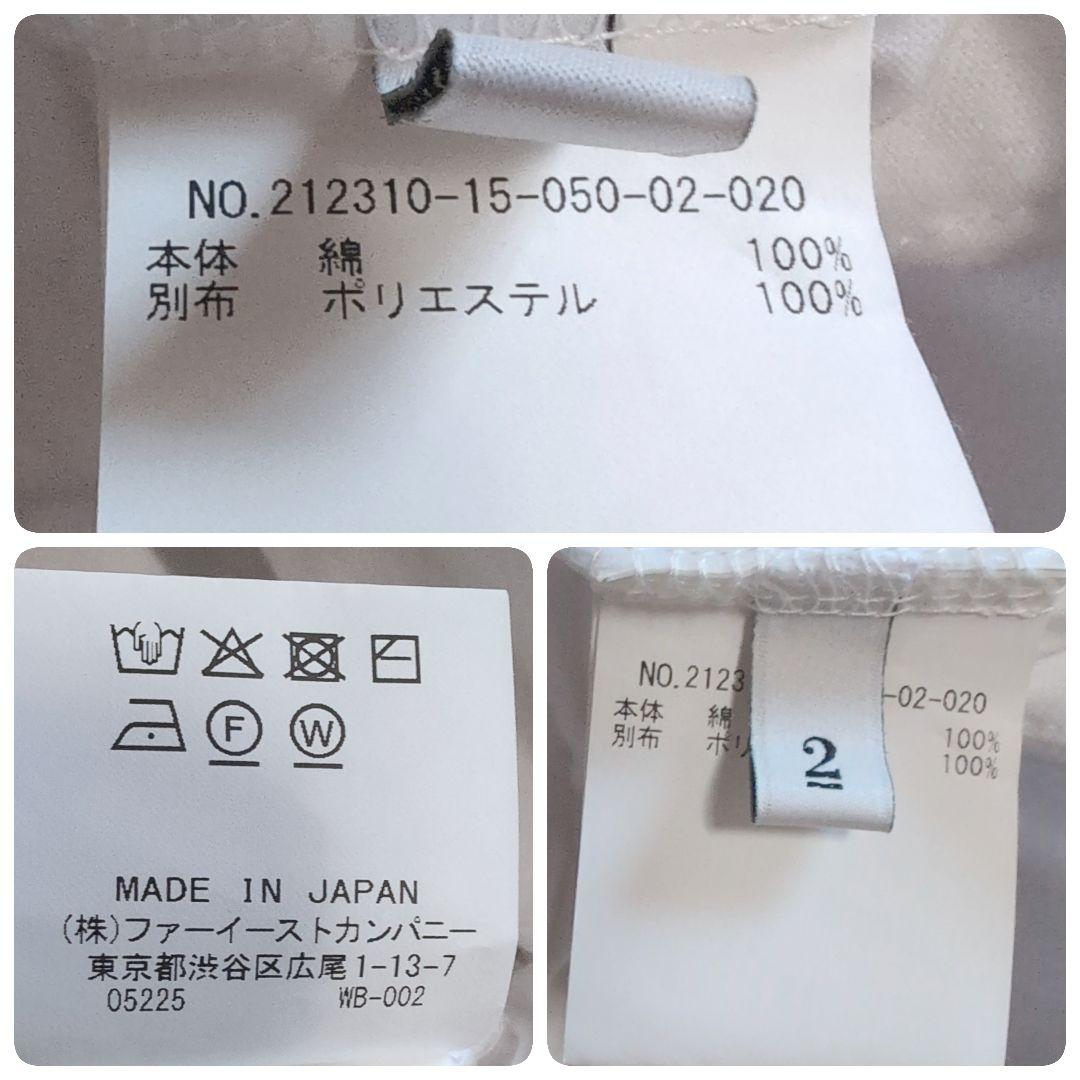 NO.212310-15-050-02-020
本体 綿 100%
別布 ポリエステル 100%
F W
MADE IN JAPAN
(株)ファーイーストカンパニー
東京都渋谷区広尾1-13-7
05225 WB-002
NO.2123 -02-020
本体 綿 100%
別布 ポリ 100%
2